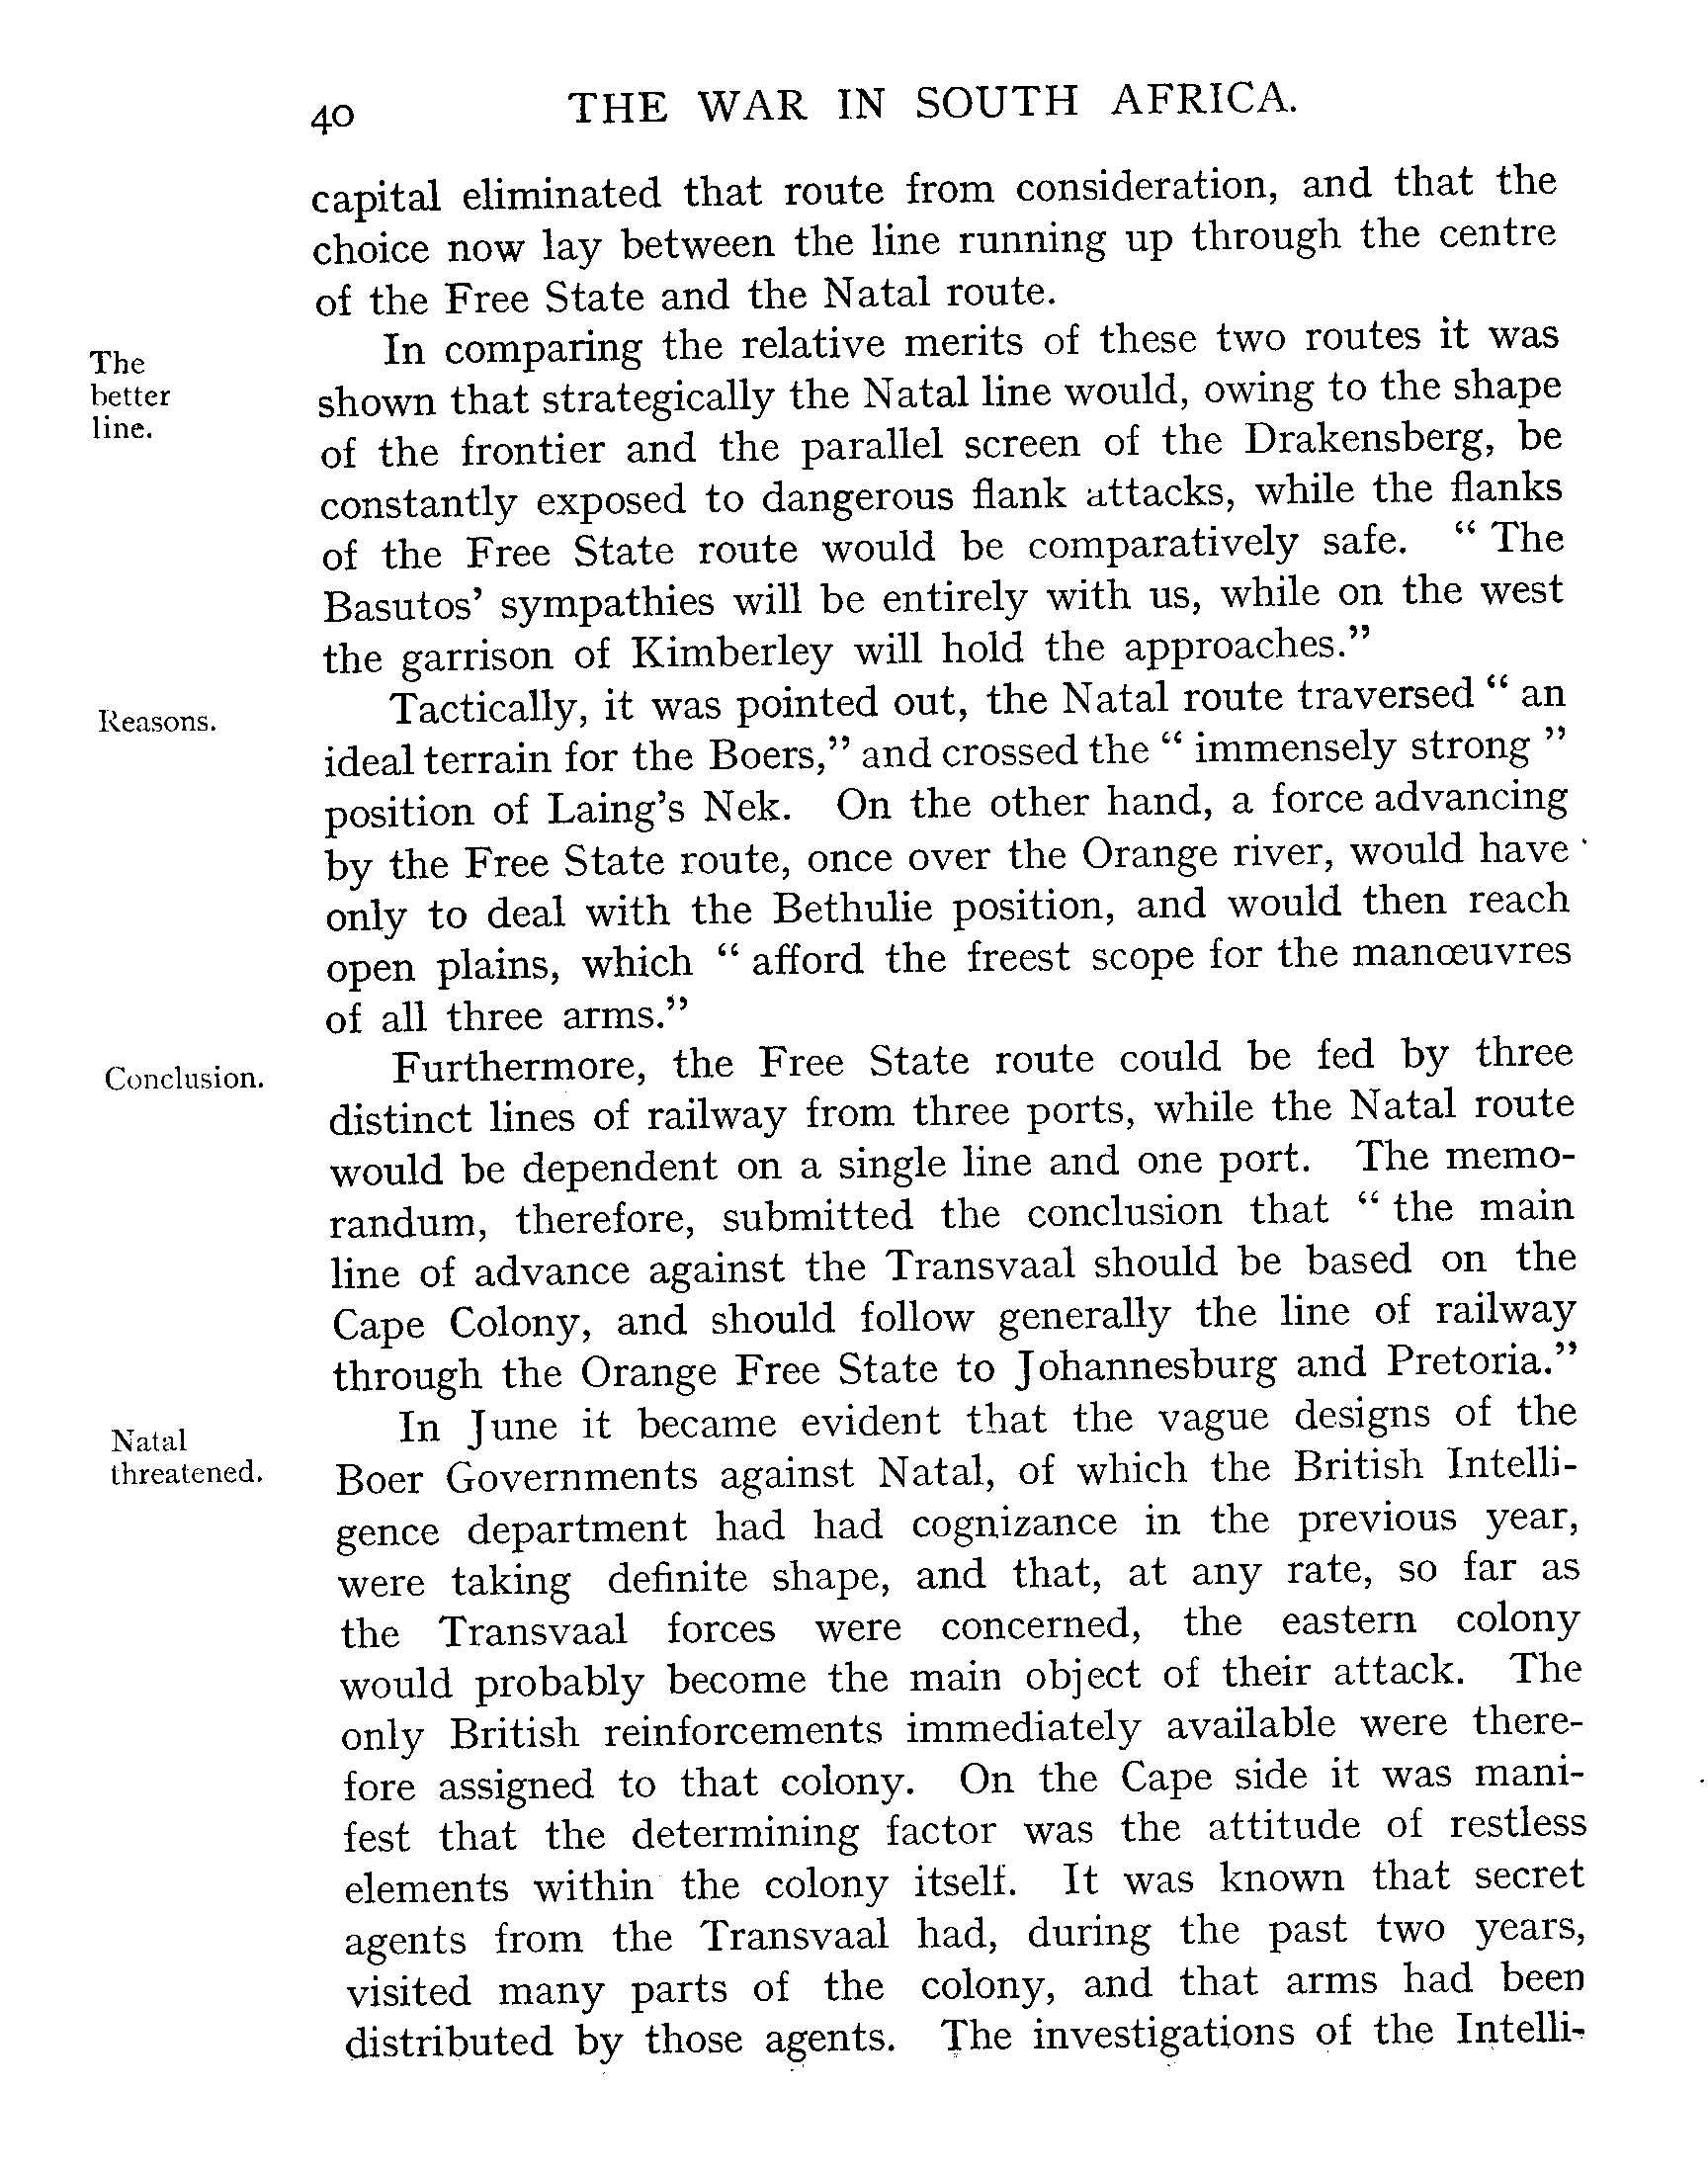 40 THE WAR IN SOUTH AFRICA.
capital eliminated that route from consideration, and that the
choice now lay between the line running up through the centre
of the Free State and the Natal route.
The
better
line.
In comparing the relative merits of these two routes it was
shown that strategically the Natal line would, owing to the shape
of the frontier and the parallel screen of the Drakensberg, be
constantly exposed to dangerous flank attacks, while the flanks
of the Free State route would be comparatively safe. “ The
Basutos’ sympathies will be entirely with us, while on the west
the garrison of Kimberley will hold the approaches.”
Reasons.
Tactically, it was pointed out, the Natal route traversed “ an
ideal terrain for the Boers,” and crossed the “ immensely strong ”
position of Laing’s Nek. On the other hand, a force advancing
by the Free State route, once over the Orange river, would have
only to deal with the Bethulie position, and would then reach
open plains, which “ afford the freest scope for the manœuvres
of all three arms.”
Conclusion.
Furthermore, the Free State route could be fed by three
distinct lines of railway from three ports, while the Natal route
would be dependent on a single line and one port. The memo-
randum, therefore, submitted the conclusion that “ the main
line of advance against the Transvaal should be based on the
Cape Colony, and should follow generally the line of railway
through the Orange Free State to Johannesburg and Pretoria.”
Natal
threatened.
In June it became evident that the vague designs of the
Boer Governments against Natal, of which the British Intelli-
gence department had had cognizance in the previous year,
were taking definite shape, and that, at any rate, so far as
the Transvaal forces were concerned, the eastern colony
would probably become the main object of their attack. The
only British reinforcements immediately available were there-
fore assigned to that colony. On the Cape side it was mani-
fest that the determining factor was the attitude of restless
elements within the colony itself. It was known that secret
agents from the Transvaal had, during the past two years,
visited many parts of the colony, and that arms had been
distributed by those agents. The investigations of the Intelli-